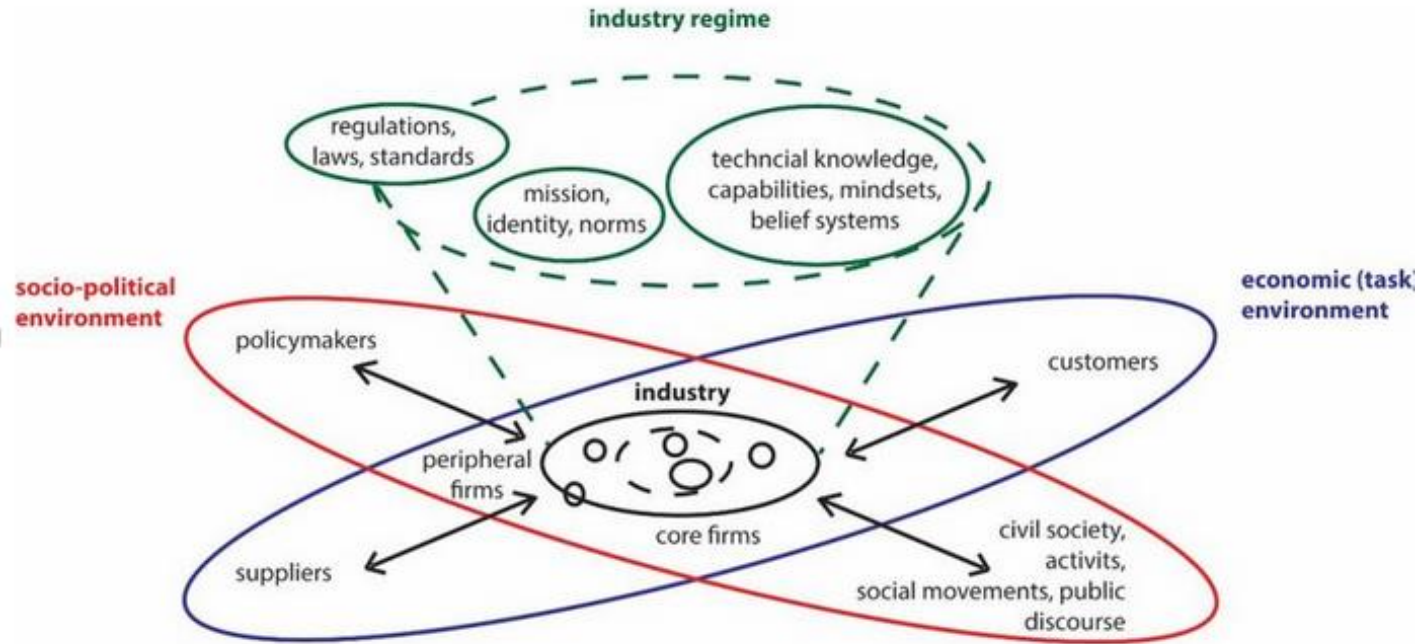 industry regime
regulations,
laws, standards
techncial knowledge,
capabilities, mindsets,
belief systems
mission,
identity, norms
socio-political
environment
economic (task)
environment
policymakers
customers
industry
peripheral
firms
core firms
suppliers
civil society,
activits,
social movements, public
discourse